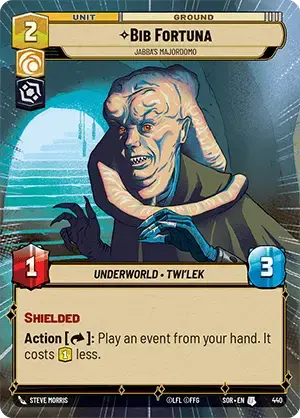 UNIT GROUND
2
✧BIB FORTUNA
JABBA'S MAJORDOMO
1
3
UNDERWORLD • TWI'LEK
SHIELDED
Action [↷]: Play an event from your hand. It
costs 1 less.
STEVE MORRIS ©LFL ©FFG SOR • EN U 440